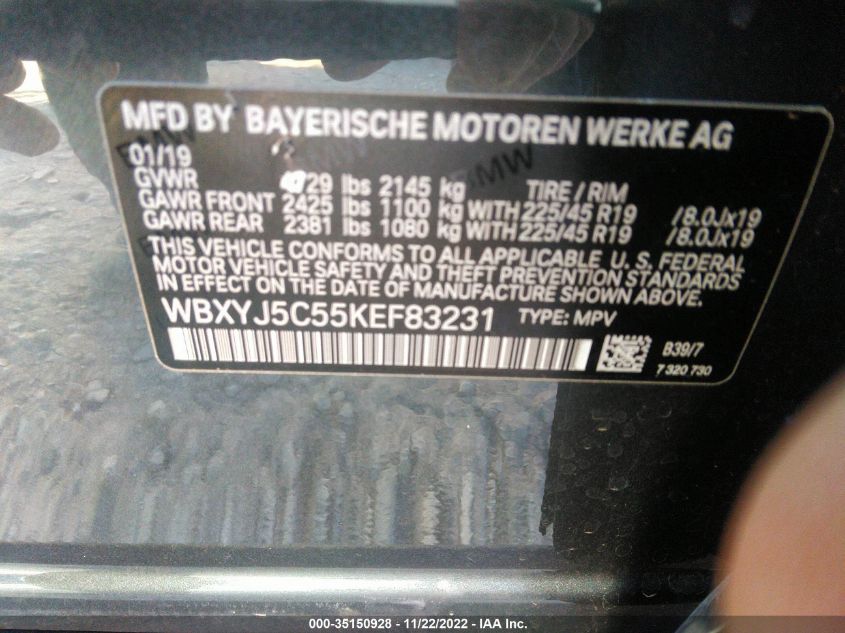 MFD BY BAYERISCHE MOTOREN WERKE AG
01/19
GVWR 4729 lbs 2145 kg TIRE / RIM
GAWR FRONT 2425 lbs 1100 kg WITH 225/45 R19 /8.0Jx19
GAWR REAR 2381 lbs 1080 kg WITH 225/45 R19 /8.0Jx19
THIS VEHICLE CONFORMS TO ALL APPLICABLE U. S. FEDERAL
MOTOR VEHICLE SAFETY AND THEFT PREVENTION STANDARDS
IN EFFECT ON THE DATE OF MANUFACTURE SHOWN ABOVE.
WBXYJ5C55KEF83231 TYPE: MPV
B39/7
7 320 730
BMW
000-35150928 - 11/22/2022 - IAA Inc.